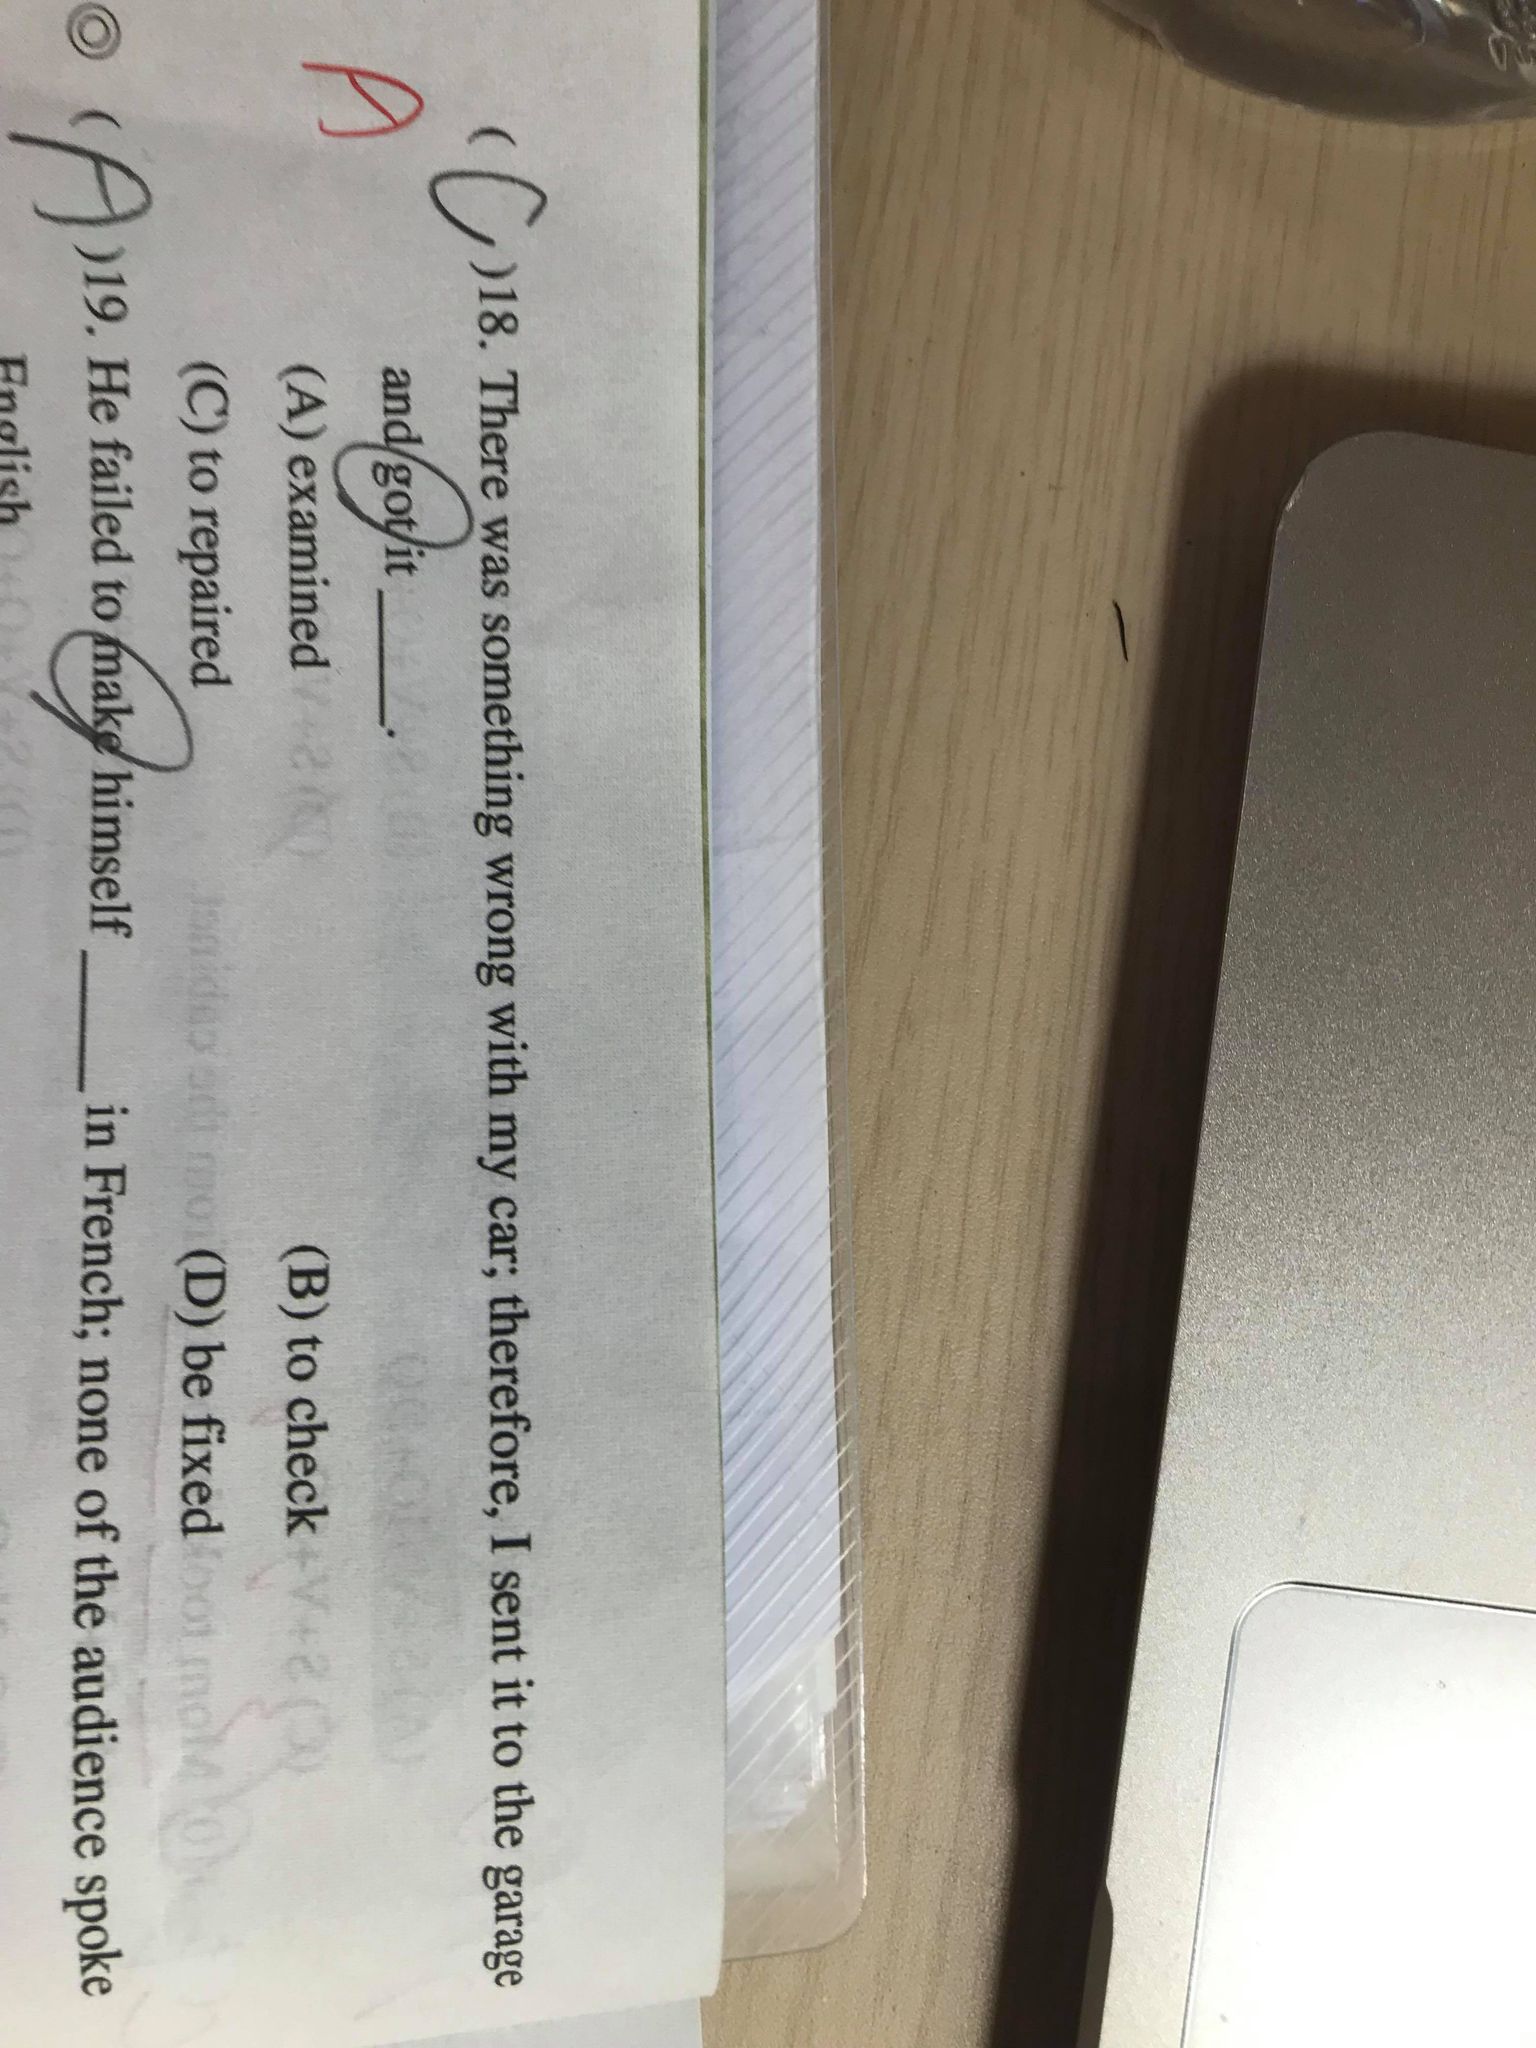 (C)18. There was something wrong with my car; therefore, I sent it to the garage
and got it ______.
A
(A) examined (B) to check
(C) to repaired (D) be fixed
◎ (A)19. He failed to make himself ______ in French; none of the audience spoke
English